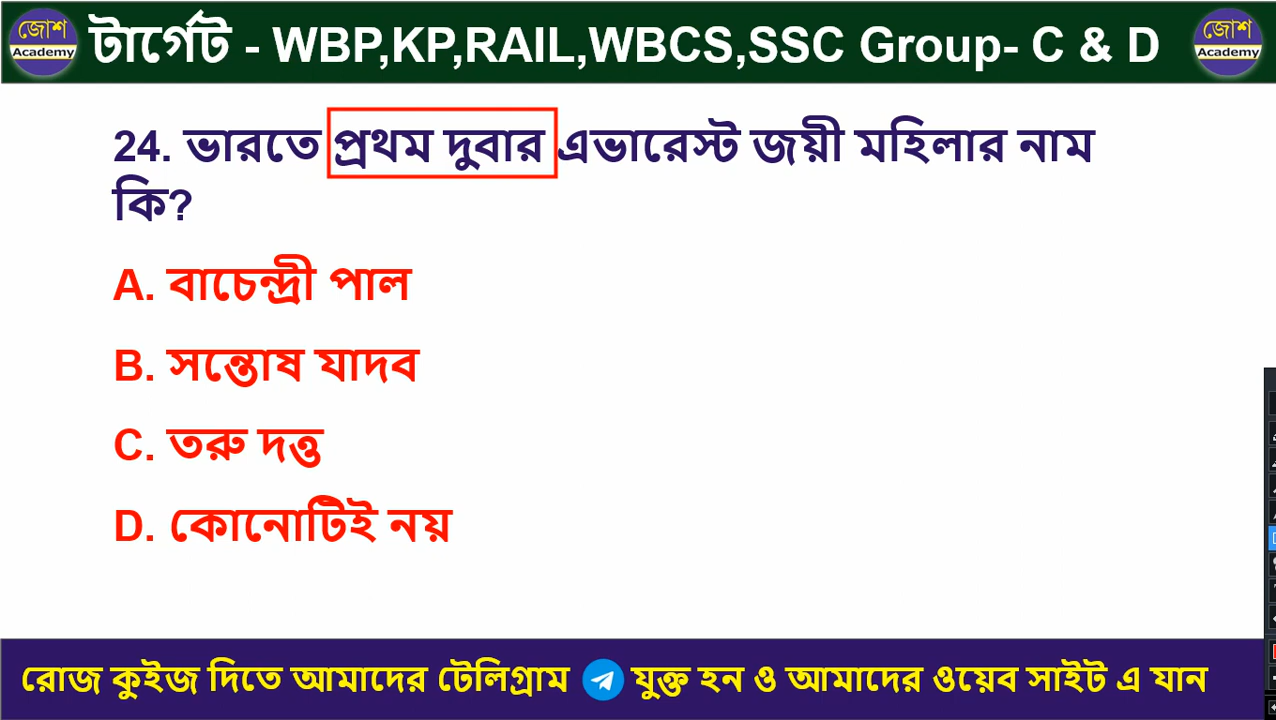 জোশ
Academy
টার্গেট - WBP,KP,RAIL,WBCS,SSC Group- C & D
জোশ
Academy
24. ভারতে প্রথম দুবার এভারেস্ট জয়ী মহিলার নাম
কি?
A. বাচেন্দ্রী পাল
B. সন্তোষ যাদব
C. তরু দত্ত
D. কোনোটিই নয়
রোজ কুইজ দিতে আমাদের টেলিগ্রাম যুক্ত হন ও আমাদের ওয়েব সাইট এ যান